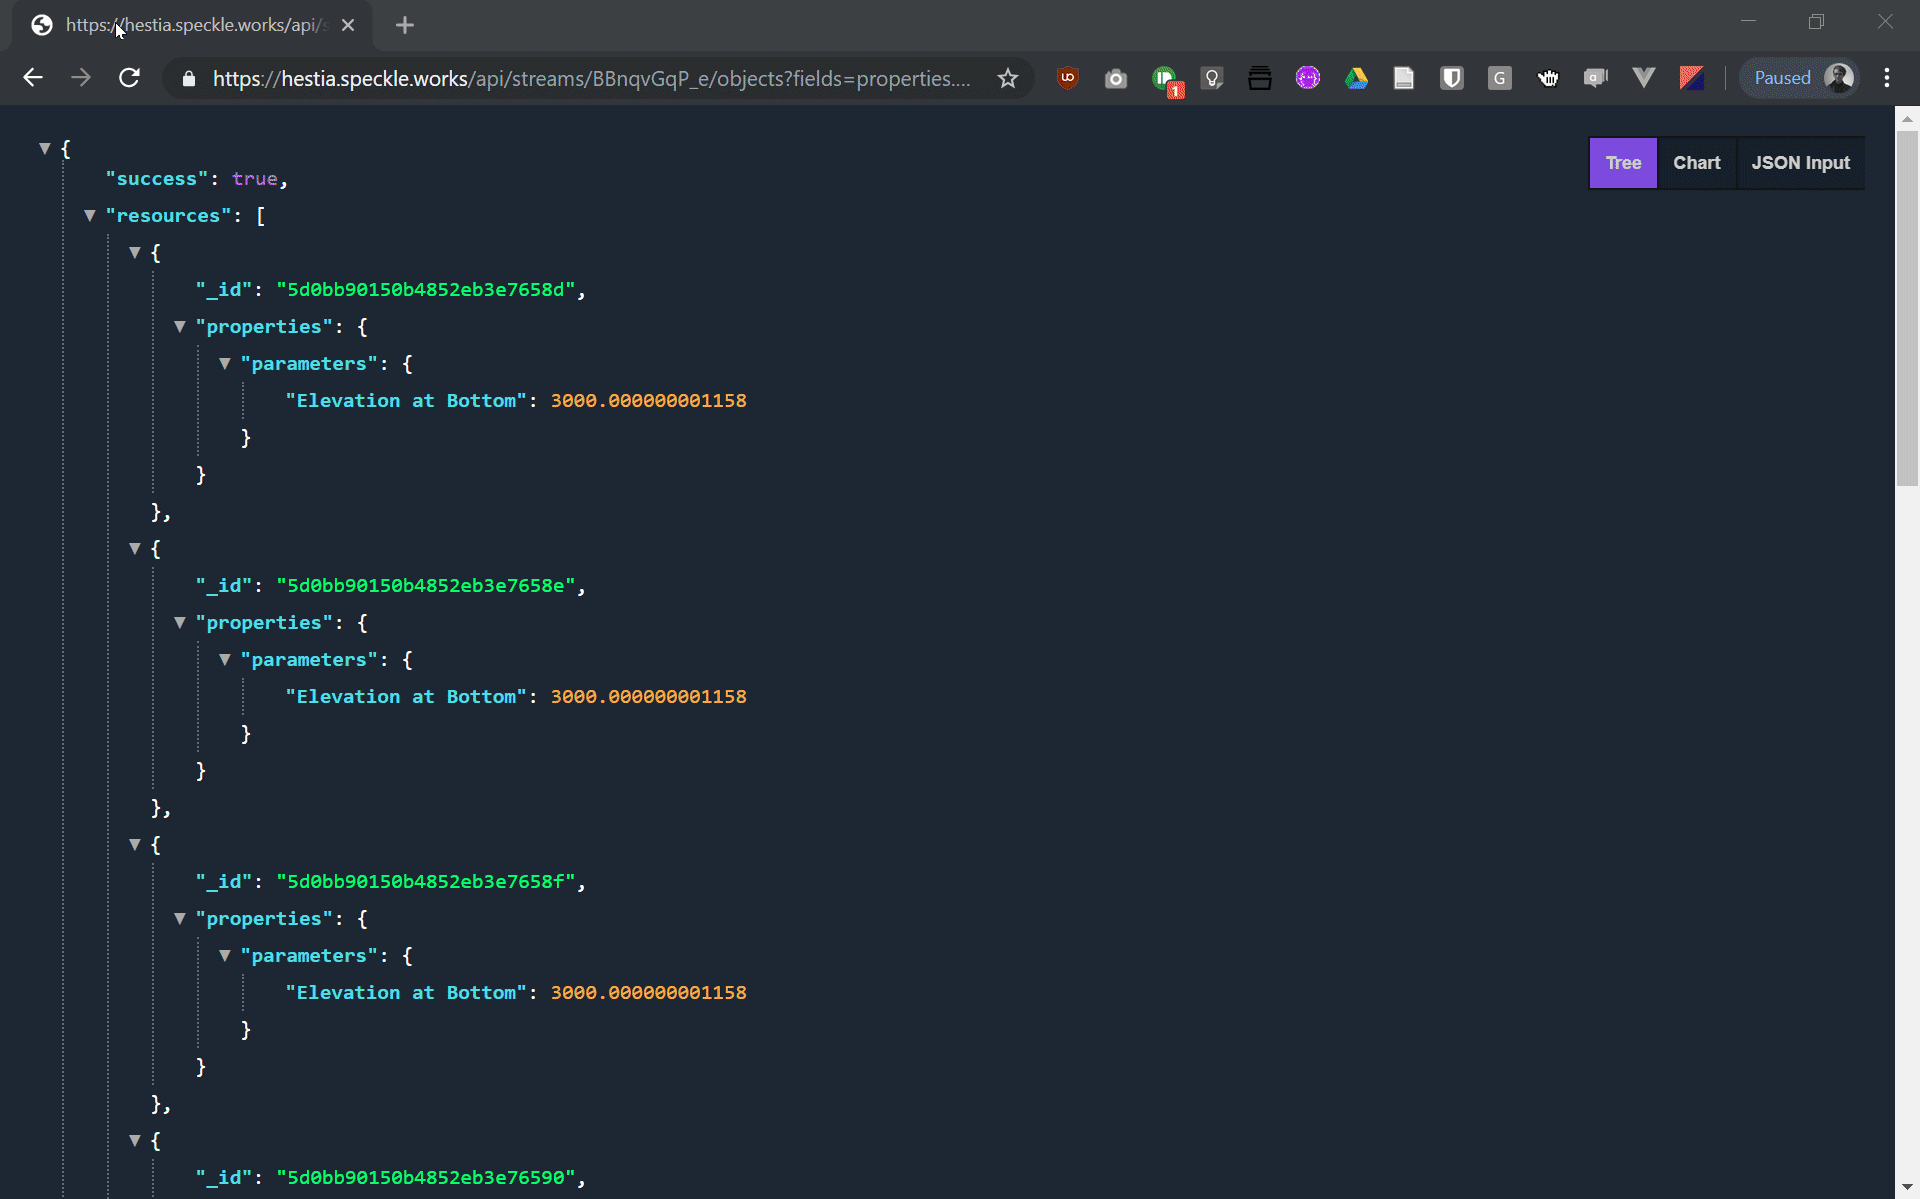 https://hestia.speckle.works/api/s
https://hestia.speckle.works/api/streams/BBnqvGqP_e/objects?fields=properties....
1
G
Paused
Tree Chart JSON Input
{
"success": true,
"resources": [
{
"_id": "5d0bb90150b4852eb3e7658d",
"properties": {
"parameters": {
"Elevation at Bottom": 3000.000000001158
}
}
},
{
"_id": "5d0bb90150b4852eb3e7658e",
"properties": {
"parameters": {
"Elevation at Bottom": 3000.000000001158
}
}
},
{
"_id": "5d0bb90150b4852eb3e7658f",
"properties": {
"parameters": {
"Elevation at Bottom": 3000.000000001158
}
}
},
{
"_id": "5d0bb90150b4852eb3e76590",